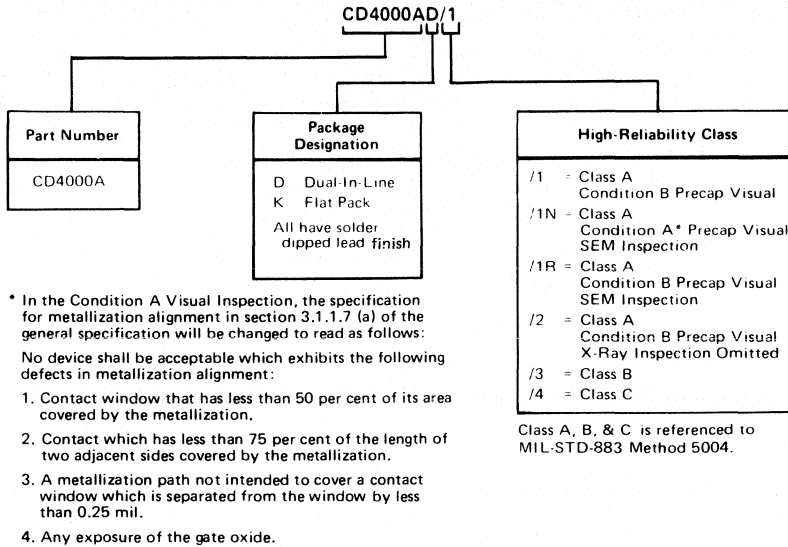 CD4000AD/1
Part Number
CD4000A
Package
Designation
D Dual-In-Line
K Flat Pack
All have solder
dipped lead finish
High-Reliability Class
/1 = Class A
Condition B Precap Visual
/1N = Class A
Condition A* Precap Visual
SEM Inspection
/1R = Class A
Condition B Precap Visual
SEM Inspection
/2 = Class A
Condition B Precap Visual
X-Ray Inspection Omitted
/3 = Class B
/4 = Class C
Class A, B, & C is referenced to
MIL-STD-883 Method 5004.
* In the Condition A Visual Inspection, the specification
for metallization alignment in section 3.1.1.7 (a) of the
general specification will be changed to read as follows:
No device shall be acceptable which exhibits the following
defects in metallization alignment:
1. Contact window that has less than 50 per cent of its area
covered by the metallization.
2. Contact which has less than 75 per cent of the length of
two adjacent sides covered by the metallization.
3. A metallization path not intended to cover a contact
window which is separated from the window by less
than 0.25 mil.
4. Any exposure of the gate oxide.